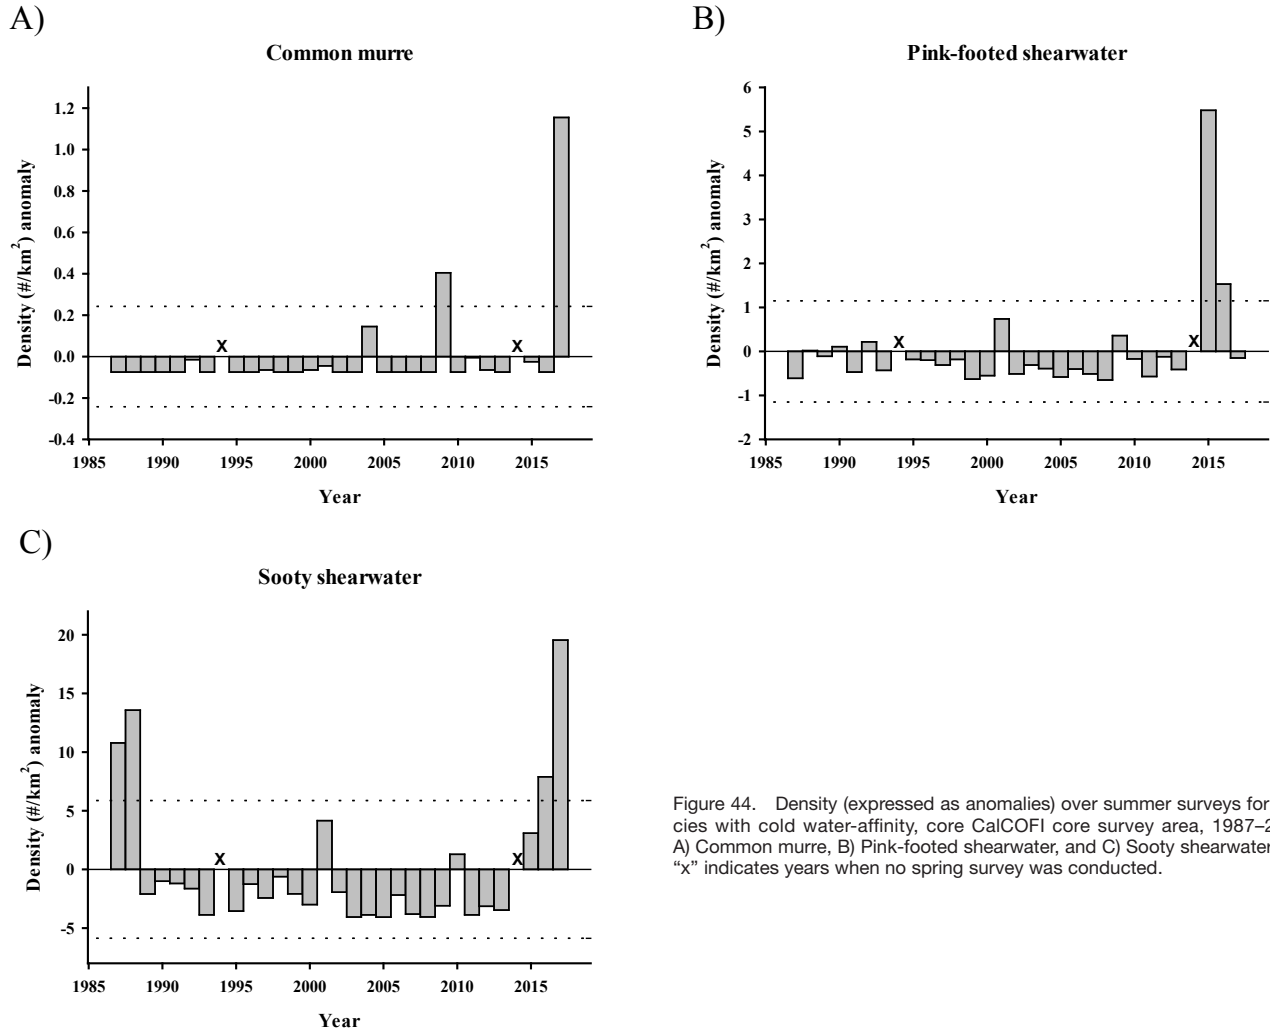 A)
Common murre
1.2
1.0
0.8
0.6
0.4
0.2
0.0
-0.2
-0.4
Density (#/km²) anomaly
x
x
1985 1990 1995 2000 2005 2010 2015
Year
B)
Pink-footed shearwater
6
5
4
3
2
1
0
-1
-2
Density (#/km²) anomaly
x
x
1985 1990 1995 2000 2005 2010 2015
Year
C)
Sooty shearwater
20
15
10
5
0
-5
Density (#/km²) anomaly
x
x
1985 1990 1995 2000 2005 2010 2015
Year
Figure 44. Density (expressed as anomalies) over summer surveys for
cies with cold water-affinity, core CalCOFI core survey area, 1987–2
A) Common murre, B) Pink-footed shearwater, and C) Sooty shearwater
“x” indicates years when no spring survey was conducted.